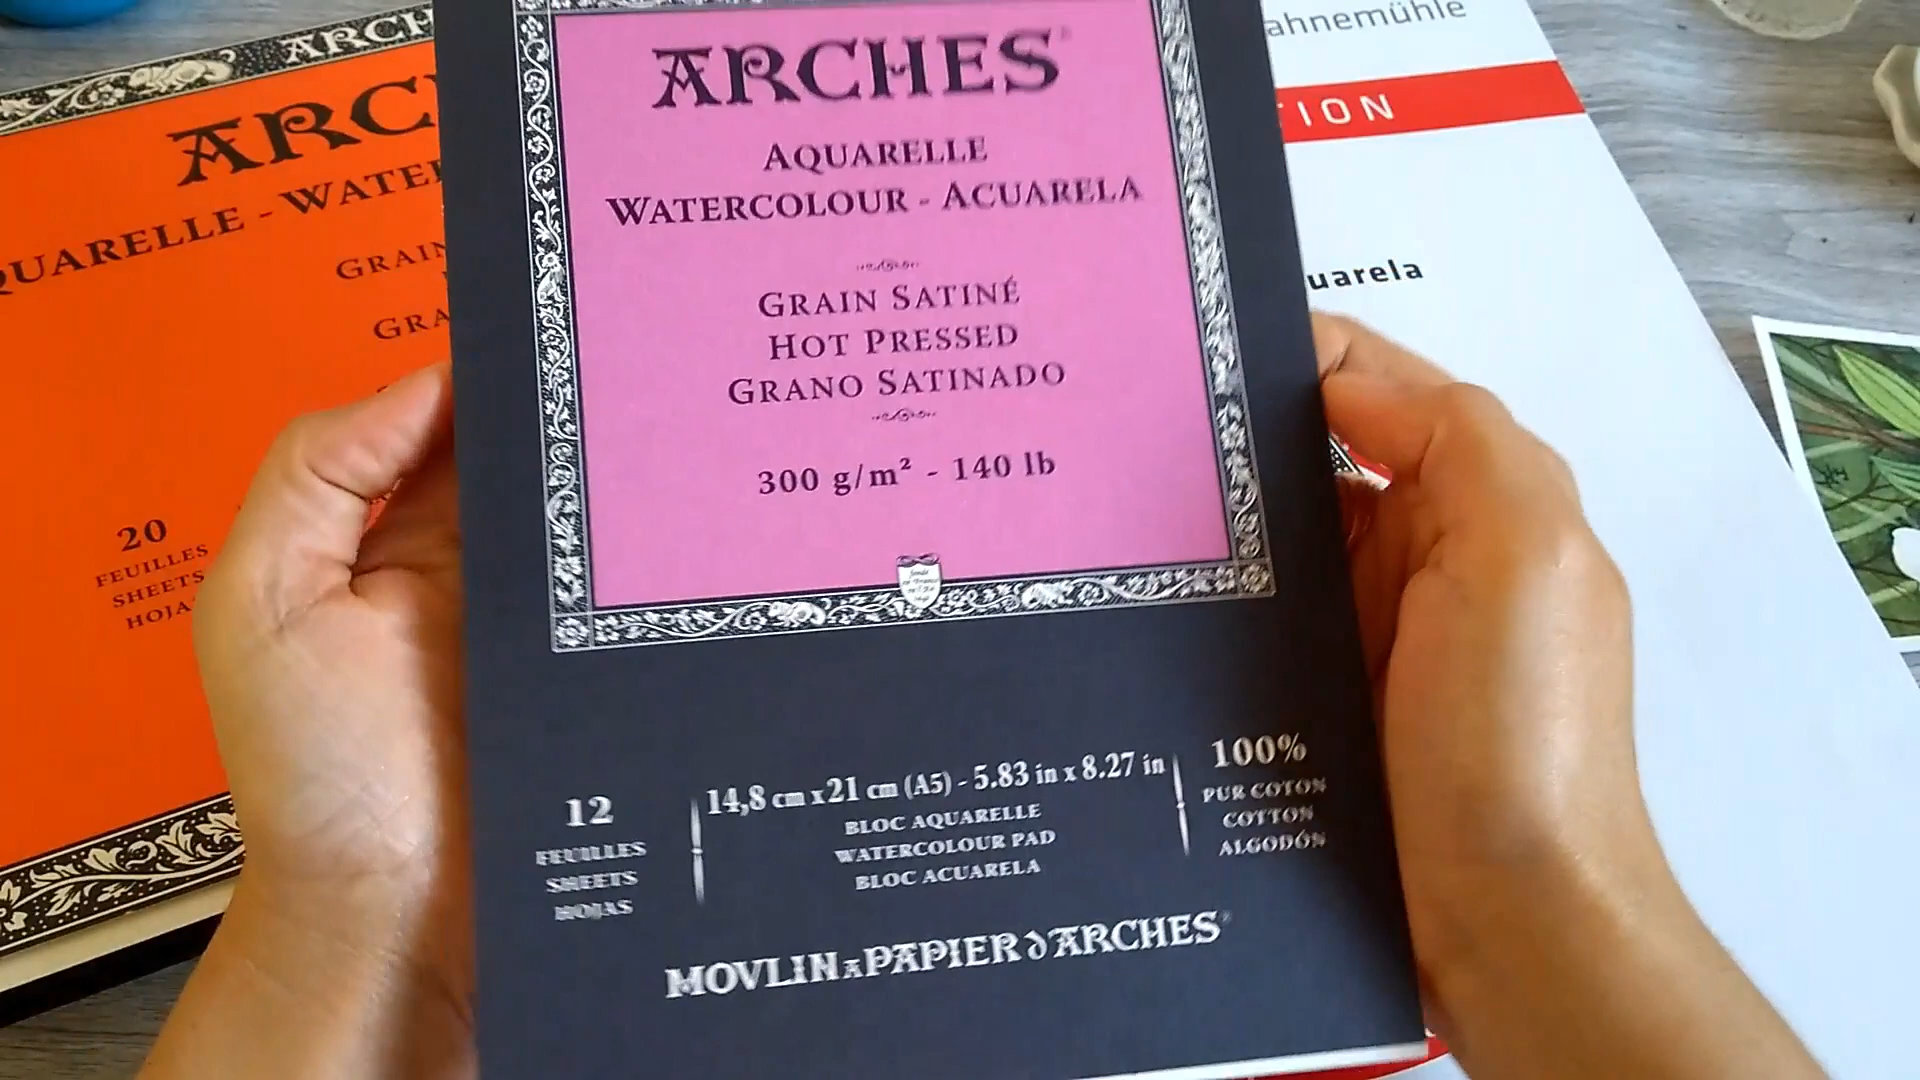 ARCHES
AQUARELLE
WATERCOLOUR - ACUARELA
GRAIN SATINÉ
HOT PRESSED
GRANO SATINADO
300 g/m² - 140 lb
12
FEUILLES
SHEETS
HOJAS
14,8 cm x 21 cm (A5) - 5.83 in x 8.27 in
BLOC AQUARELLE
WATERCOLOUR PAD
BLOC ACUARELA
100%
PUR COTON
COTTON
ALGODÓN
MOVLIN A PAPIER D'ARCHES
ARCH
ARC
QUARELLE - WATE
GRAIN
GRA
20
FEUILLES
SHEETS
HOJA
ahnemühle
TION
uarela